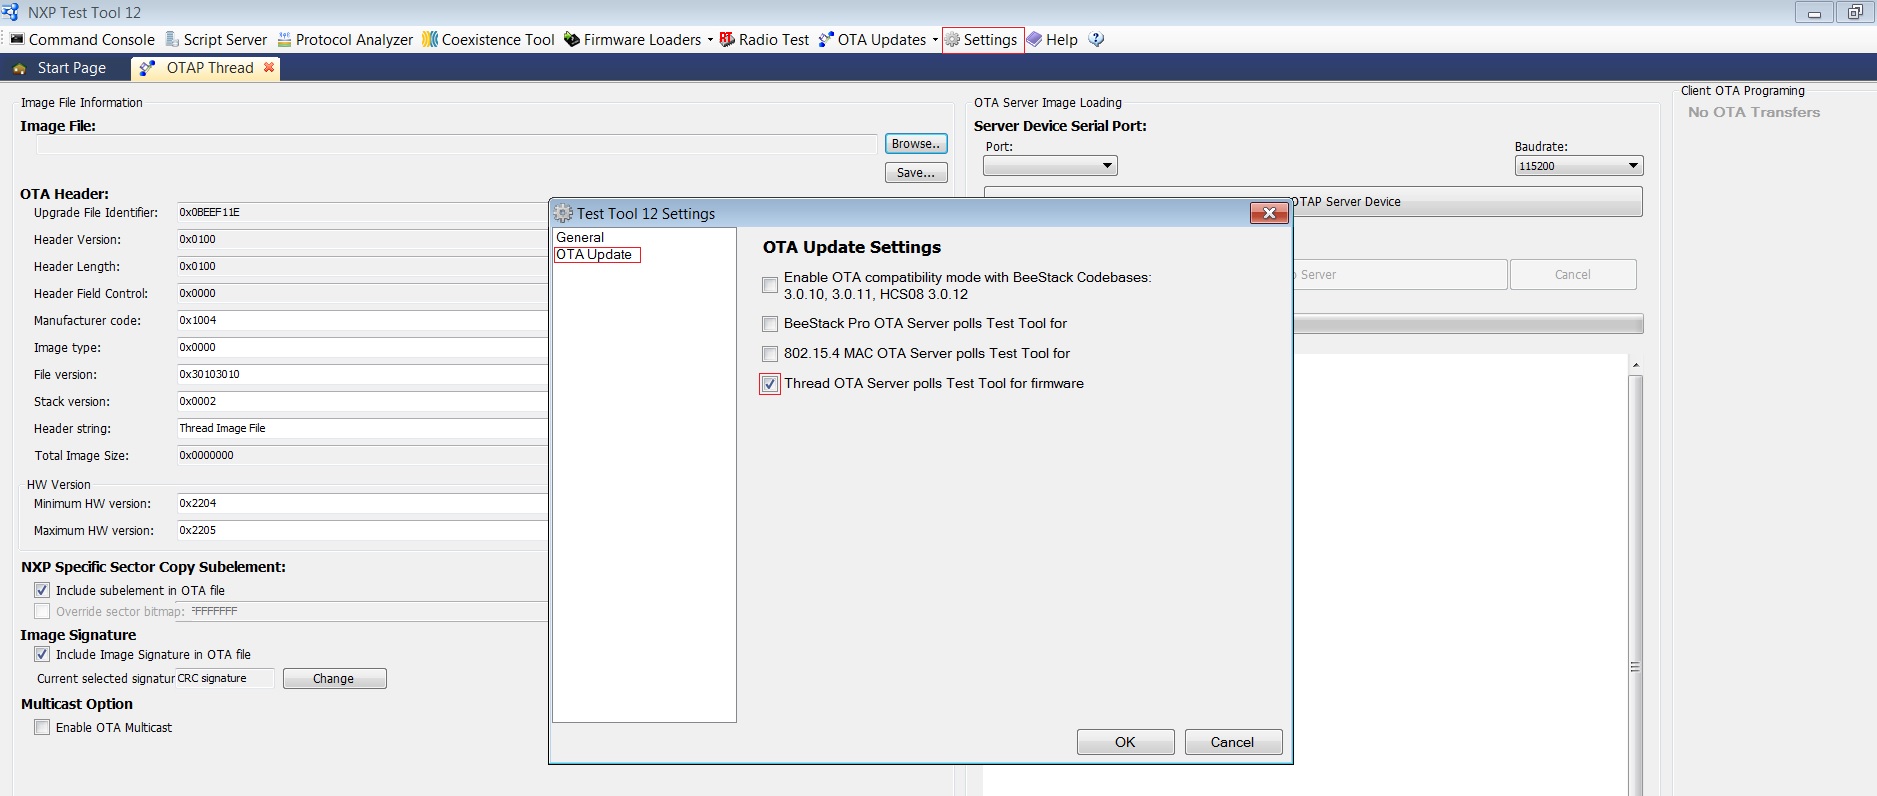 NXP Test Tool 12
Command Console Script Server Protocol Analyzer Coexistence Tool Firmware Loaders Radio Test OTA Updates Settings Help
Start Page OTAP Thread
Image File Information
Image File:
Browse..
Save...
OTA Header:
Upgrade File Identifier: 0x0BEEF11E
Header Version: 0x0100
Header Length: 0x0100
Header Field Control: 0x0000
Manufacturer code: 0x1004
Image type: 0x0000
File version: 0x30103010
Stack version: 0x0002
Header string: Thread Image File
Total Image Size: 0x0000000
HW Version
Minimum HW version: 0x2204
Maximum HW version: 0x2205
NXP Specific Sector Copy Subelement:
Include subelement in OTA file
Override sector bitmap: FFFFFFF
Image Signature
Include Image Signature in OTA file
Current selected signatur CRC signature Change
Multicast Option
Enable OTA Multicast
Test Tool 12 Settings
General
OTA Update
OTA Update Settings
Enable OTA compatibility mode with BeeStack Codebases:
3.0.10, 3.0.11, HCS08 3.0.12
BeeStack Pro OTA Server polls Test Tool for
802.15.4 MAC OTA Server polls Test Tool for
Thread OTA Server polls Test Tool for firmware
OK Cancel
OTA Server Image Loading
Server Device Serial Port:
Port: Baudrate:
115200
OTAP Server Device
Server Cancel
Client OTA Programing
No OTA Transfers